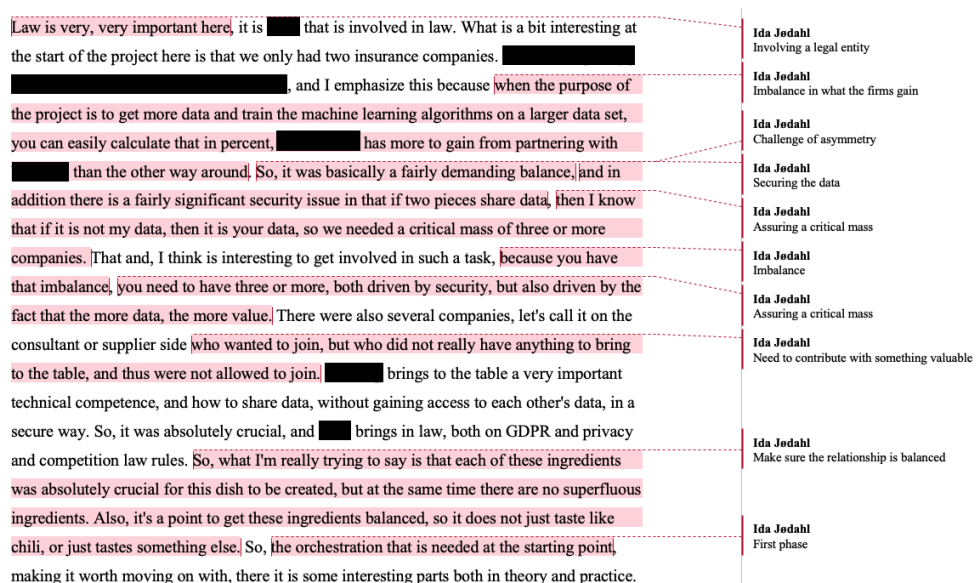 Law is very, very important here, it is that is involved in law. What is a bit interesting at
the start of the project here is that we only had two insurance companies.
, and I emphasize this because when the purpose of
the project is to get more data and train the machine learning algorithms on a larger data set,
you can easily calculate that in percent, has more to gain from partnering with
than the other way around. So, it was basically a fairly demanding balance, and in
addition there is a fairly significant security issue in that if two pieces share data, then I know
that if it is not my data, then it is your data, so we needed a critical mass of three or more
companies. That and, I think is interesting to get involved in such a task, because you have
that imbalance, you need to have three or more, both driven by security, but also driven by the
fact that the more data, the more value. There were also several companies, let's call it on the
consultant or supplier side who wanted to join, but who did not really have anything to bring
to the table, and thus were not allowed to join. brings to the table a very important
technical competence, and how to share data, without gaining access to each other's data, in a
secure way. So, it was absolutely crucial, and brings in law, both on GDPR and privacy
and competition law rules. So, what I'm really trying to say is that each of these ingredients
was absolutely crucial for this dish to be created, but at the same time there are no superfluous
ingredients. Also, it's a point to get these ingredients balanced, so it does not just taste like
chili, or just tastes something else. So, the orchestration that is needed at the starting point,
making it worth moving on with, there it is some interesting parts both in theory and practice.
Ida Jødahl
Involving a legal entity
Ida Jødahl
Imbalance in what the firms gain
Ida Jødahl
Challenge of asymmetry
Ida Jødahl
Securing the data
Ida Jødahl
Assuring a critical mass
Ida Jødahl
Imbalance
Ida Jødahl
Assuring a critical mass
Ida Jødahl
Need to contribute with something valuable
Ida Jødahl
Make sure the relationship is balanced
Ida Jødahl
First phase